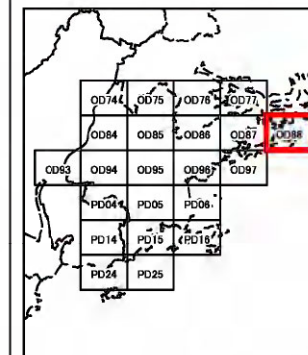 OD74 OD75 OD76 OD77
OD84 OD85 OD86 OD87 OD88
OD93 OD94 OD95 OD96 OD97
PD04 PD05 PD06
PD14 PD15 PD16
PD24 PD25